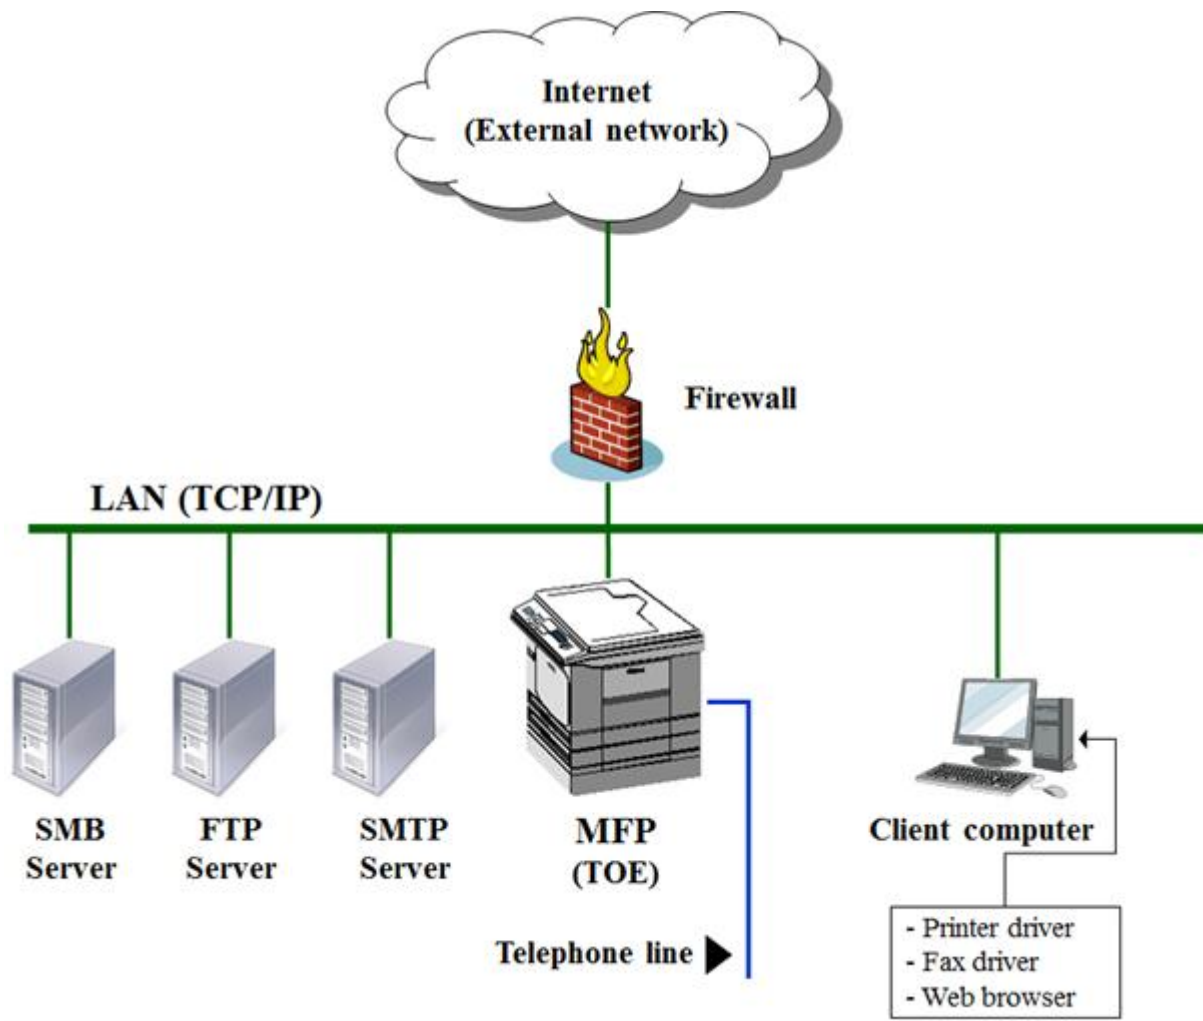 Internet
(External network)
Firewall
LAN (TCP/IP)
SMB
Server
FTP
Server
SMTP
Server
MFP
(TOE)
Client computer
Telephone line
- Printer driver
- Fax driver
- Web browser